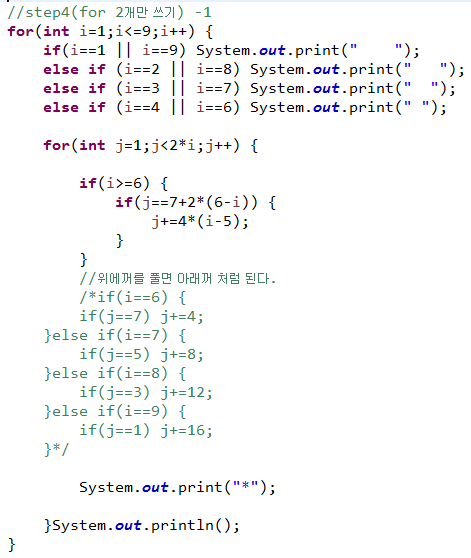 //step4(for 2개만 쓰기) -1
for(int i=1;i<=9;i++) {
    if(i==1 || i==9) System.out.print("    ");
    else if (i==2 || i==8) System.out.print("   ");
    else if (i==3 || i==7) System.out.print("  ");
    else if (i==4 || i==6) System.out.print(" ");

    for(int j=1;j<2*i;j++) {

        if(i>=6) {
            if(j==7+2*(6-i)) {
                j+=4*(i-5);
            }
        }
        //위에꺼를 풀면 아래꺼 처럼 된다.
        /*if(i==6) {
        if(j==7) j+=4;
    }else if(i==7) {
        if(j==5) j+=8;
    }else if(i==8) {
        if(j==3) j+=12;
    }else if(i==9) {
        if(j==1) j+=16;
    }*/

        System.out.print("*");

    }System.out.println();
}